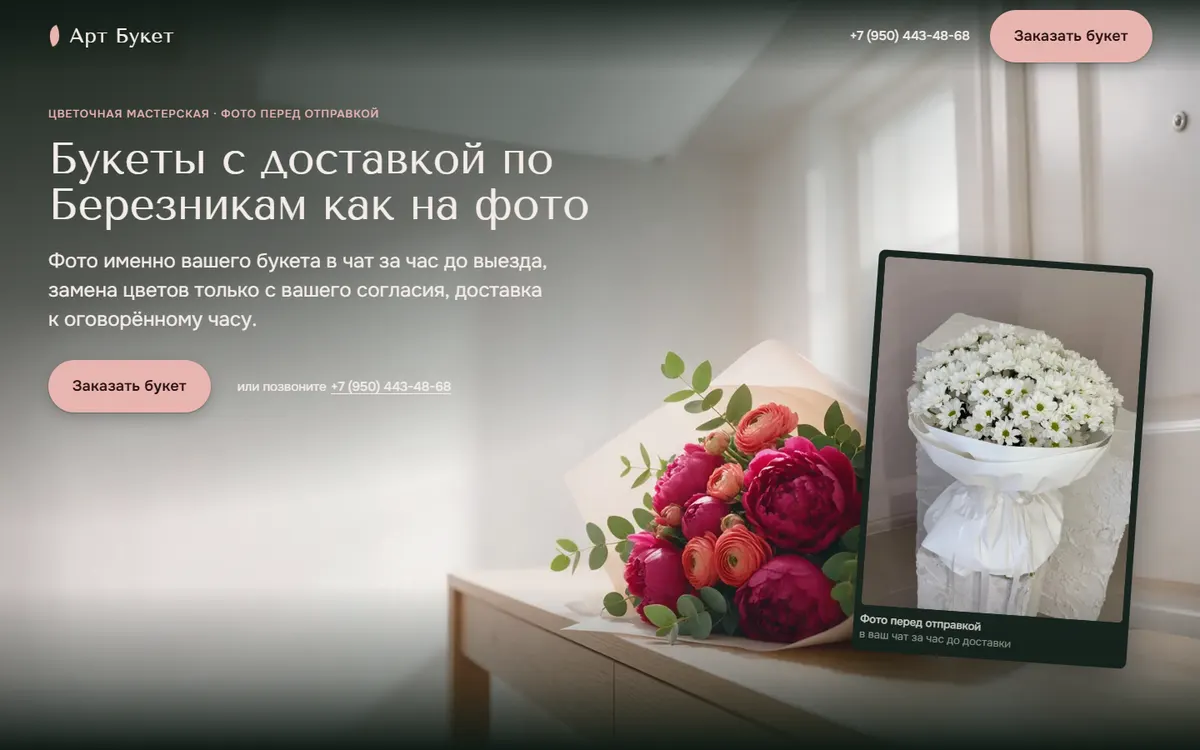 Арт Букет
+7 (950) 443-48-68
Заказать букет
ЦВЕТОЧНАЯ МАСТЕРСКАЯ · ФОТО ПЕРЕД ОТПРАВКОЙ
Букеты с доставкой по
Березникам как на фото
Фото именно вашего букета в чат за час до выезда,
замена цветов только с вашего согласия, доставка
к оговорённому часу.
Заказать букет
или позвоните +7 (950) 443-48-68
Фото перед отправкой
в ваш чат за час до доставки